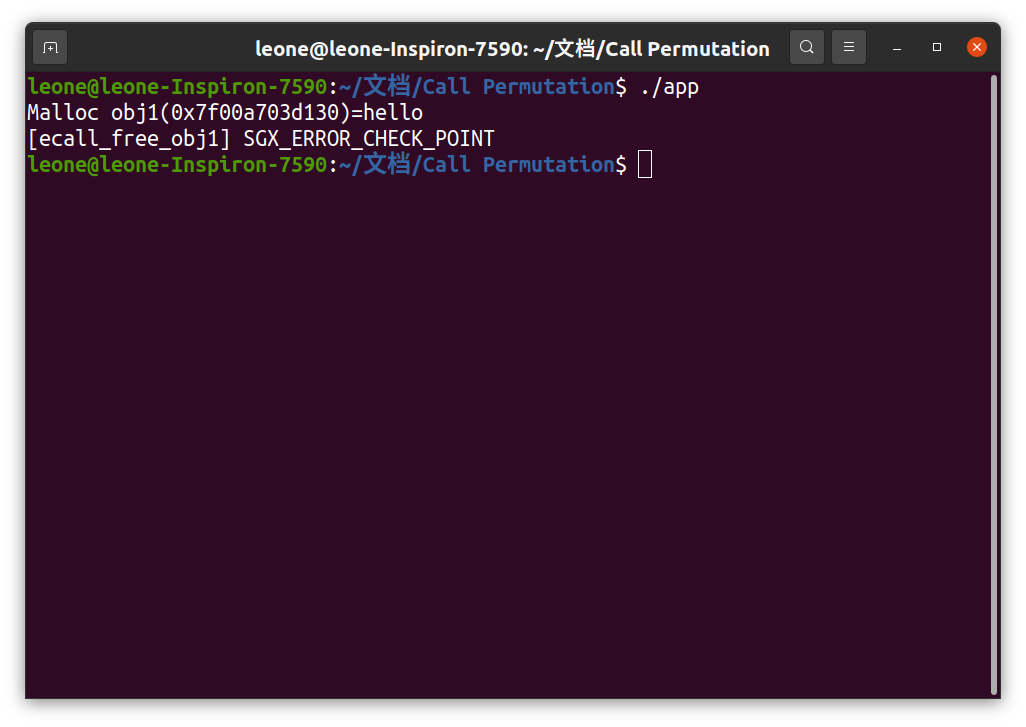 leone@leone-Inspiron-7590: ~/文档/Call Permutation
leone@leone-Inspiron-7590:~/文档/Call Permutation$ ./app
Malloc obj1(0x7f00a703d130)=hello
[ecall_free_obj1] SGX_ERROR_CHECK_POINT
leone@leone-Inspiron-7590:~/文档/Call Permutation$